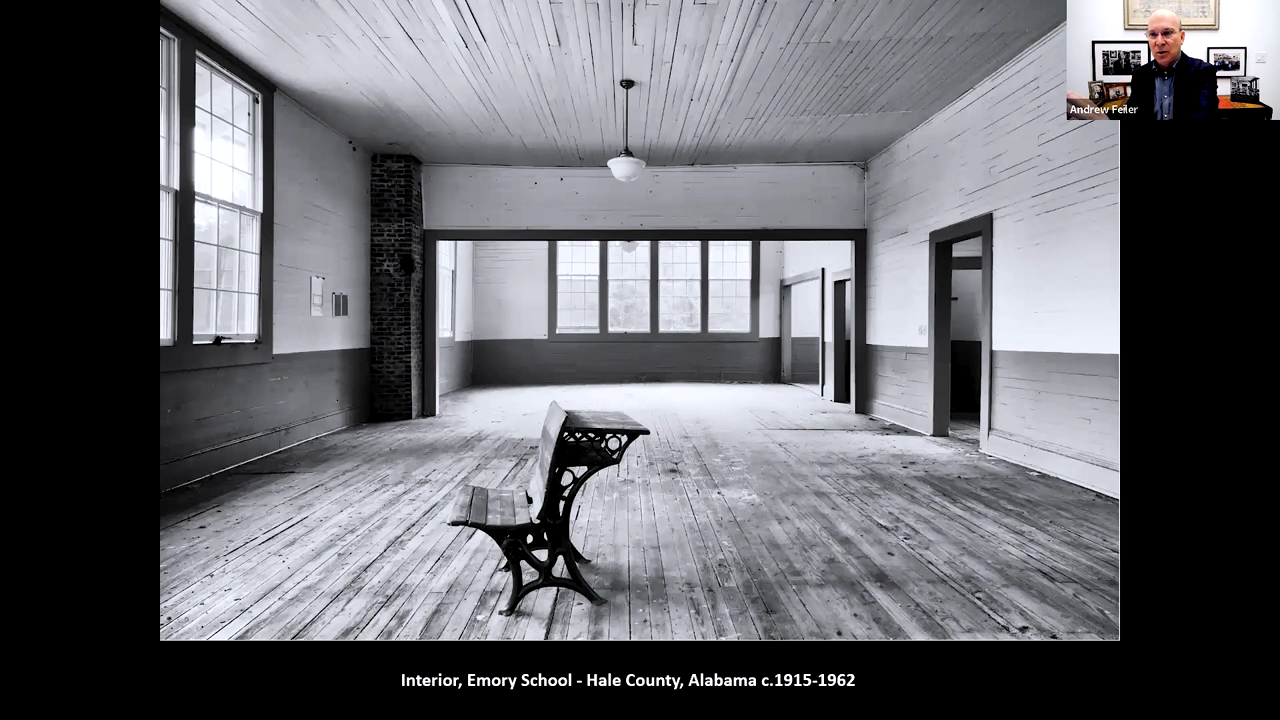 Andrew Feiler
Interior, Emory School - Hale County, Alabama c.1915-1962